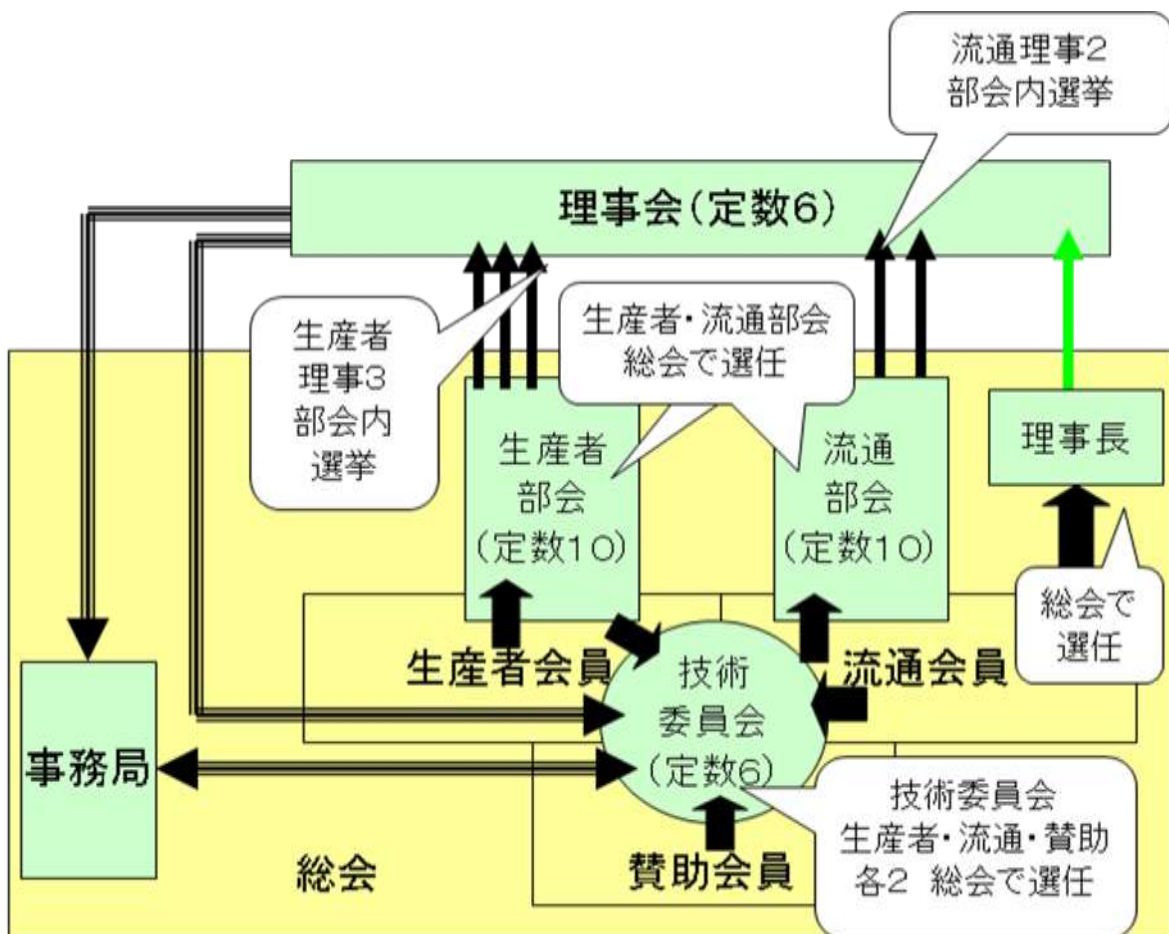 流通理事2
部会内選挙
理事会(定数6)
生産者
理事3
部会内
選挙
生産者・流通部会
総会で選任
生産者
部会
(定数10)
流通
部会
(定数10)
理事長
総会で
選任
生産者会員
流通会員
技術
委員会
(定数6)
事務局
総会
賛助会員
技術委員会
生産者・流通・賛助
各2 総会で選任